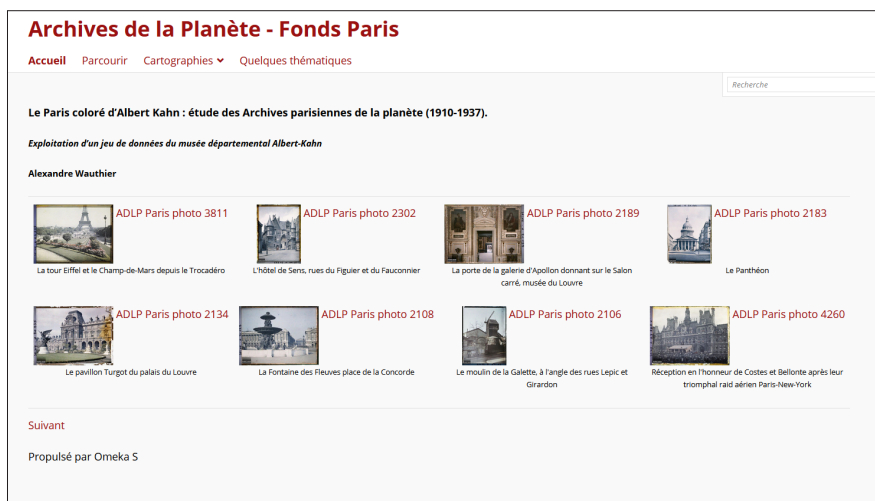 Archives de la Planète - Fonds Paris
Accueil Parcourir Cartographies Quelques thématiques
Recherche
Le Paris coloré d'Albert Kahn : étude des Archives parisiennes de la planète (1910-1937).
Exploitation d'un jeu de données du musée départemental Albert-Kahn
Alexandre Wauthier
ADLP Paris photo 3811
La tour Eiffel et le Champ-de-Mars depuis le Trocadéro
ADLP Paris photo 2302
L'hôtel de Sens, rues du Figuier et du Fauconnier
ADLP Paris photo 2189
La porte de la galerie d'Apollon donnant sur le Salon
carré, musée du Louvre
ADLP Paris photo 2183
Le Panthéon
ADLP Paris photo 2134
Le pavillon Turgot du palais du Louvre
ADLP Paris photo 2108
La Fontaine des Fleuves place de la Concorde
ADLP Paris photo 2106
Le moulin de la Galette, à l'angle des rues Lepic et
Girardon
ADLP Paris photo 4260
Réception en l'honneur de Costes et Bellonte après leur
triomphal raid aérien Paris-New-York
Suivant
Propulsé par Omeka S